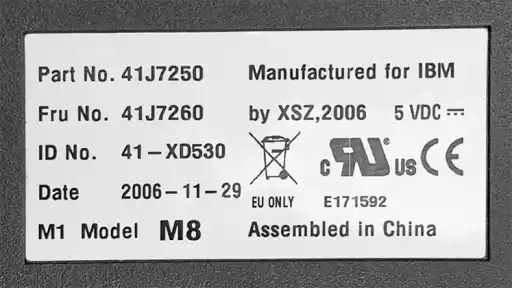 Part No. 41J7250
Fru No. 41J7260
ID No. 41-XD530
Date 2006-11-29
M1 Model M8
Manufactured for IBM
by XSZ,2006 5 VDC
c RU US CE
EU ONLY E171592
Assembled in China